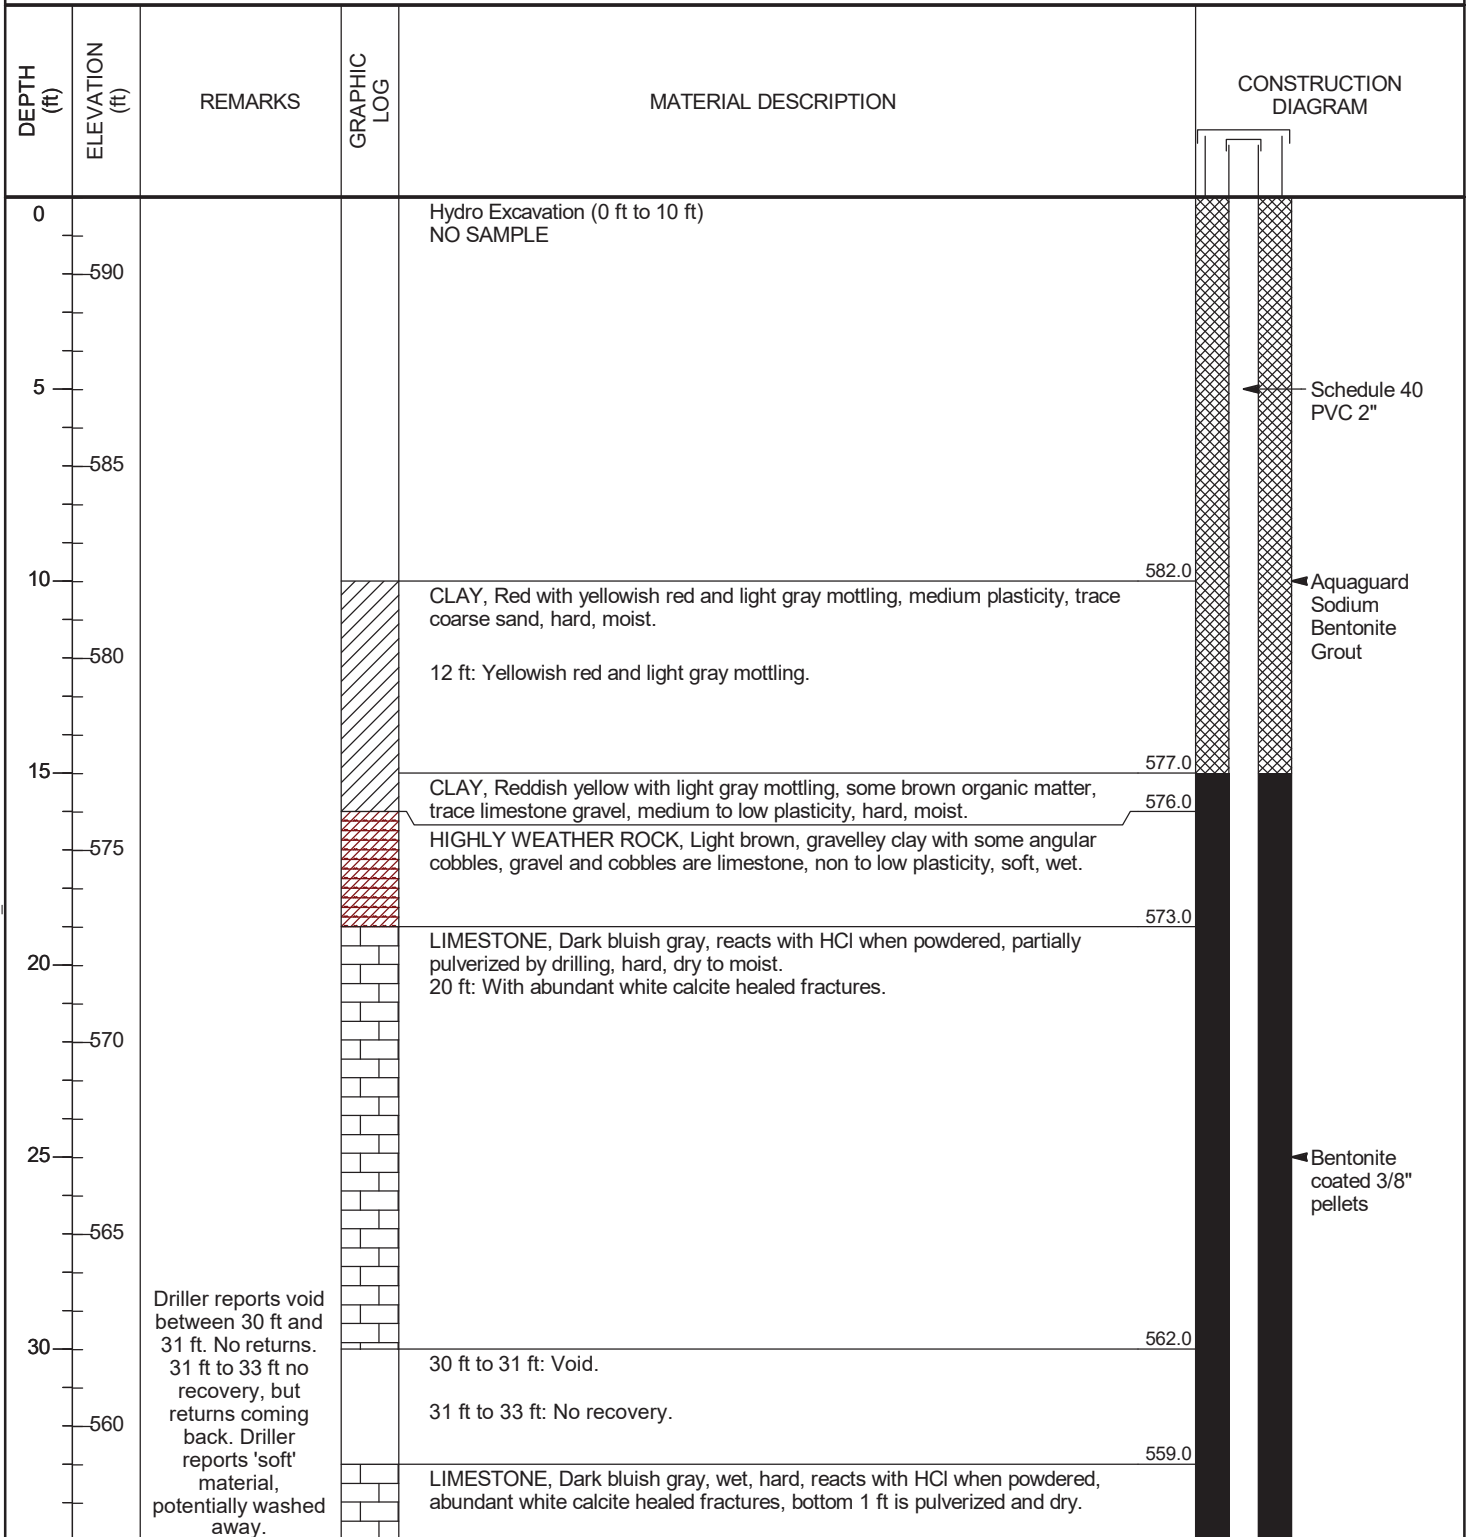 DEPTH
(ft)
ELEVATION
(ft)
REMARKS
GRAPHIC
LOG
MATERIAL DESCRIPTION
CONSTRUCTION
DIAGRAM
0
Hydro Excavation (0 ft to 10 ft)
NO SAMPLE
590
5
Schedule 40
PVC 2"
585
582.0
10
Aquaguard
Sodium
Bentonite
Grout
CLAY, Red with yellowish red and light gray mottling, medium plasticity, trace
coarse sand, hard, moist.
580
12 ft: Yellowish red and light gray mottling.
577.0
15
CLAY, Reddish yellow with light gray mottling, some brown organic matter,
trace limestone gravel, medium to low plasticity, hard, moist.
576.0
HIGHLY WEATHER ROCK, Light brown, gravelley clay with some angular
cobbles, gravel and cobbles are limestone, non to low plasticity, soft, wet.
575
573.0
LIMESTONE, Dark bluish gray, reacts with HCl when powdered, partially
pulverized by drilling, hard, dry to moist.
20
20 ft: With abundant white calcite healed fractures.
570
25
Bentonite
coated 3/8"
pellets
565
Driller reports void
between 30 ft and
31 ft. No returns.
31 ft to 33 ft no
recovery, but
returns coming
back. Driller
reports 'soft'
material,
potentially washed
away.
562.0
30
30 ft to 31 ft: Void.
31 ft to 33 ft: No recovery.
560
559.0
LIMESTONE, Dark bluish gray, wet, hard, reacts with HCl when powdered,
abundant white calcite healed fractures, bottom 1 ft is pulverized and dry.